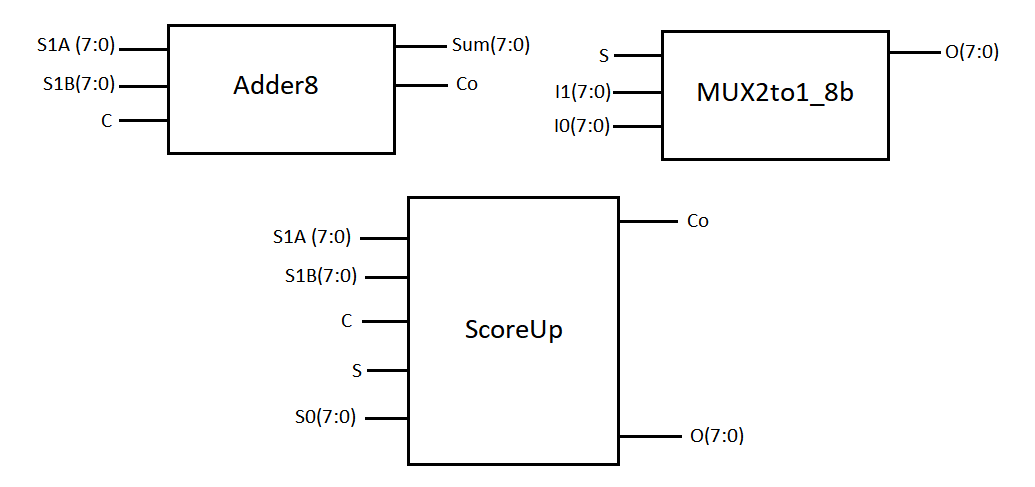 S1A (7:0)
S1B(7:0)
C
Adder8
Sum(7:0)
Co
S
I1(7:0)
I0(7:0)
MUX2to1_8b
O(7:0)
S1A (7:0)
S1B(7:0)
C
S
S0(7:0)
ScoreUp
Co
O(7:0)